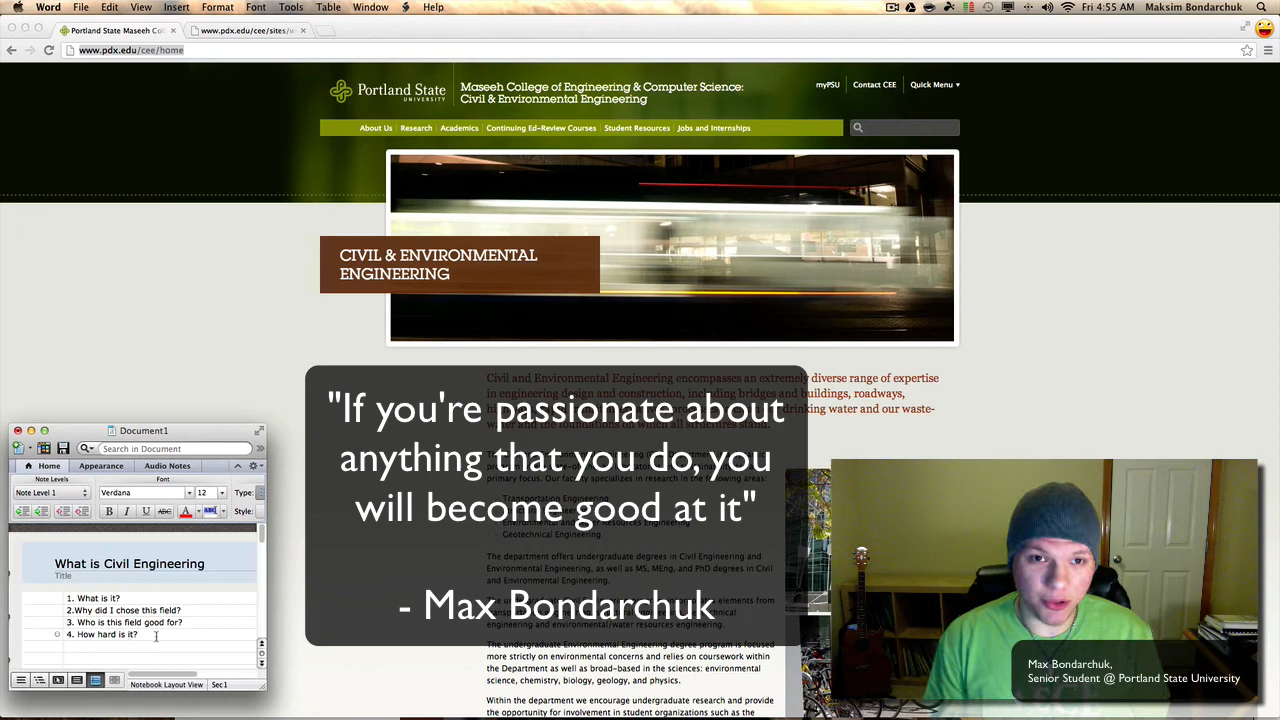 Word File Edit View Insert Format Font Tools Table Window Help
Fri 4:55 AM Maksim Bondarchuk
Portland State Maseeh Col
www.pdx.edu/cee/sites/w
www.pdx.edu/cee/home
Portland State
UNIVERSITY
Maseeh College of Engineering & Computer Science:
Civil & Environmental Engineering
myPSU Contact CEE Quick Menu
About Us Research Academics Continuing Ed-Review Courses Student Resources Jobs and Internships
CIVIL & ENVIRONMENTAL
ENGINEERING
Civil and Environmental Engineering encompasses an extremely diverse range of expertise
in engineering design and construction, including bridges and buildings, roadways,
drinking water and our waste-
water and the foundations on which all structures stand.
primary focus. Our faculty specializes in research in the following areas:
Transportation Engineering
Environmental and Water Resources Engineering
Geotechnical Engineering
The department offers undergraduate degrees in Civil Engineering and
Environmental Engineering, as well as MS, MEng, and PhD degrees in Civil
and Environmental Engineering.
elements from
technical
engineering and environmental/water resources engineering.
The undergraduate Environmental Engineering degree program is focused
more strictly on environmental concerns and relies on coursework within
the Department as well as broad-based in the sciences: environmental
science, chemistry, biology, geology, and physics.
Within the department we encourage undergraduate research and provide
the opportunity for involvement in student organizations such as the
"If you're passionate about
anything that you do, you
will become good at it"
- Max Bondarchuk
Document1
Search in Document
Home Appearance Audio Notes
Note Levels Font
Note Level 1 Verdana 12 Type:
B I U ABC A ABC Style:
What is Civil Engineering
Title
1. What is it?
2.Why did I chose this field?
3. Who is this field good for?
4. How hard is it?
Notebook Layout View Sec1
Max Bondarchuk,
Senior Student @ Portland State University